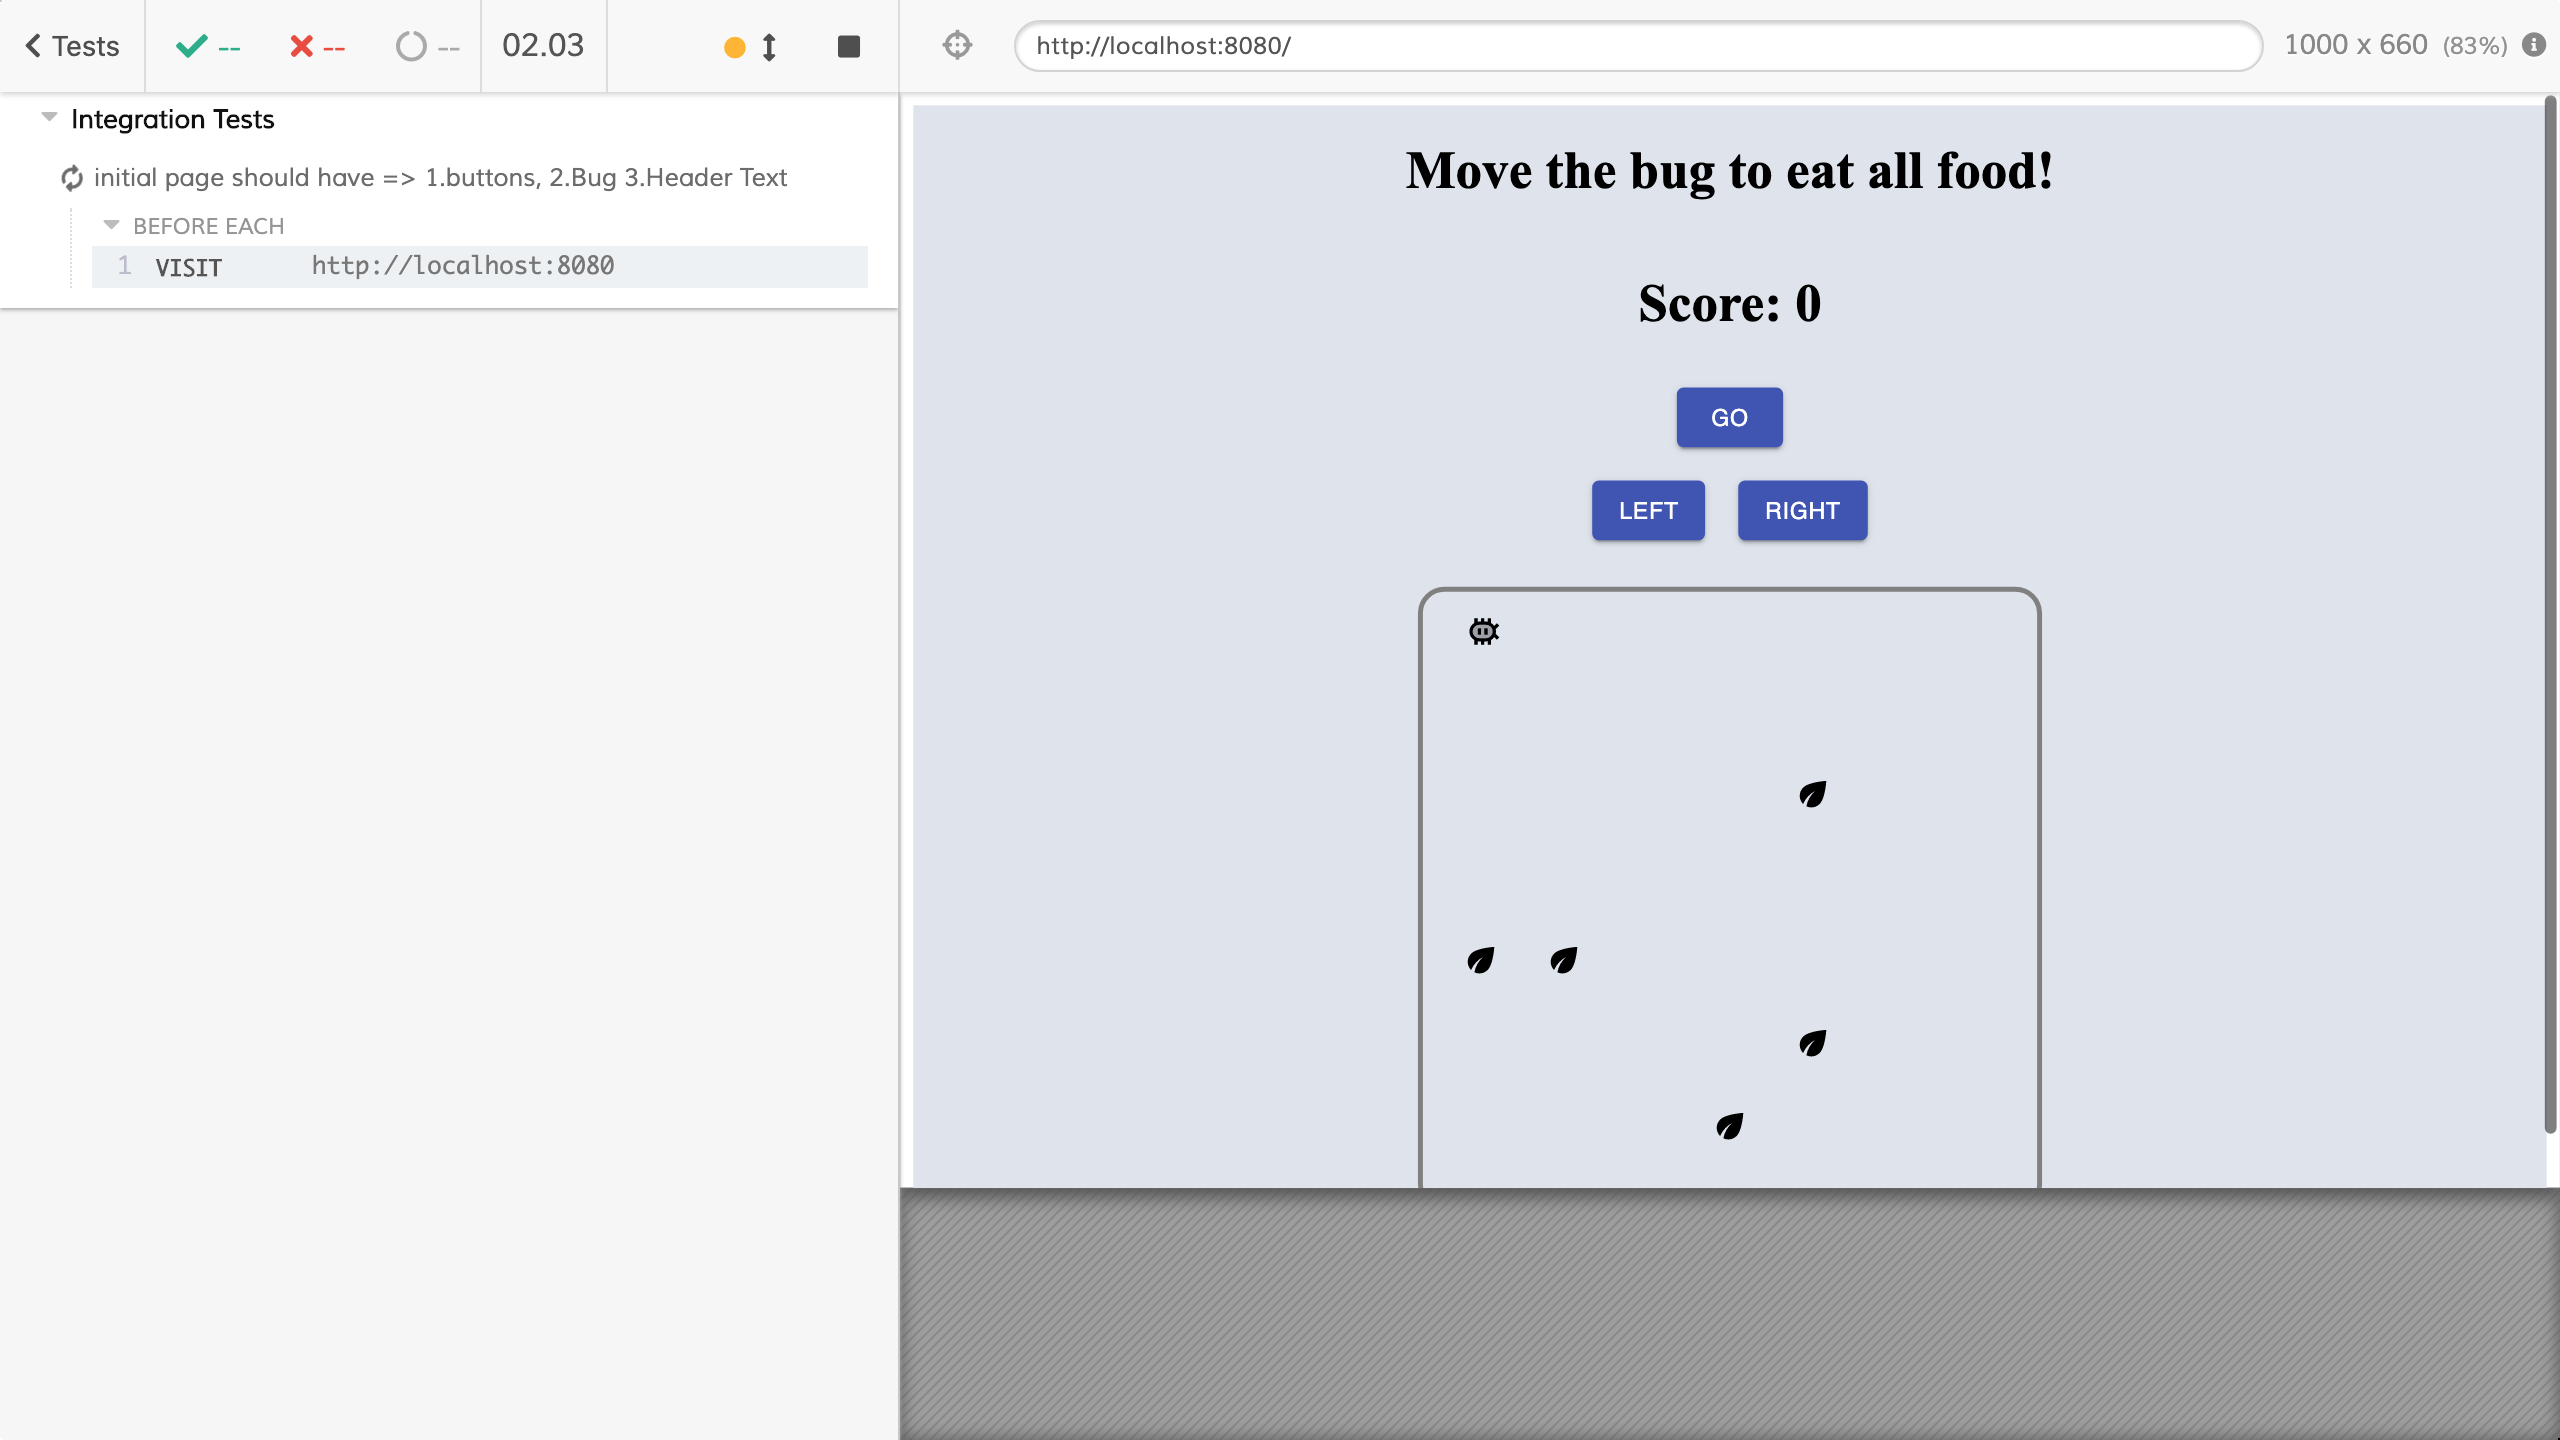 Tests
--
--
--
02.03
http://localhost:8080/
1000 x 660 (83%)
Integration Tests
initial page should have => 1.buttons, 2.Bug 3.Header Text
BEFORE EACH
1 VISIT http://localhost:8080
Move the bug to eat all food!
Score: 0
GO
LEFT RIGHT